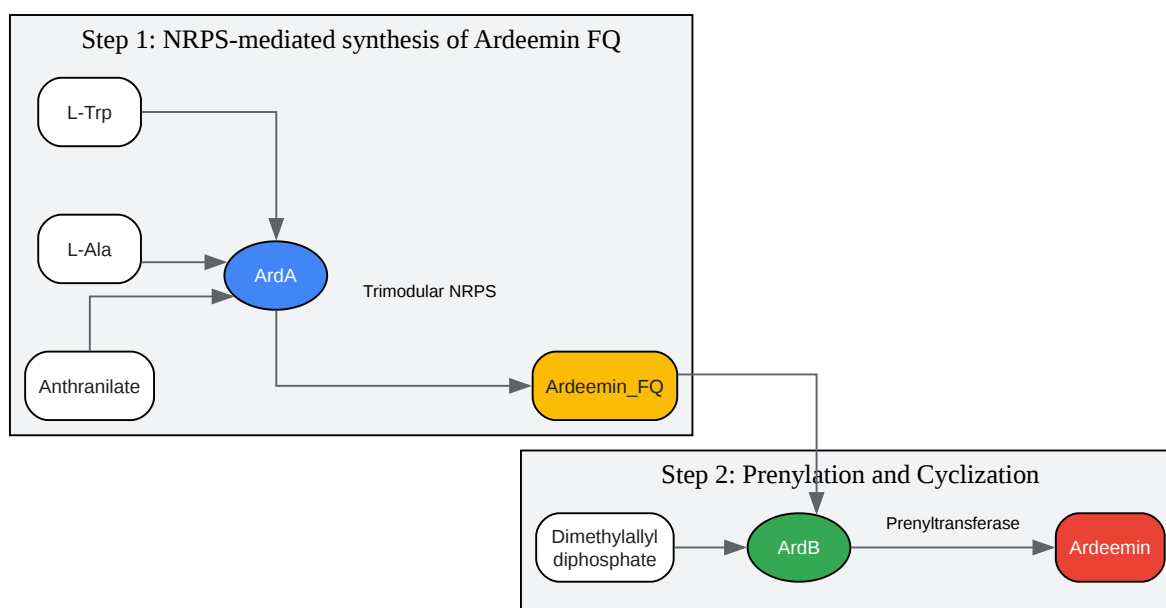 Step 1: NRPS-mediated synthesis of Ardeemin FQ
L-Trp
L-Ala
ArdA
Trimodular NRPS
Anthranilate
Ardeemin_FQ
Step 2: Prenylation and Cyclization
Dimethylallyl
diphosphate
ArdB
Prenyltransferase
Ardeemin